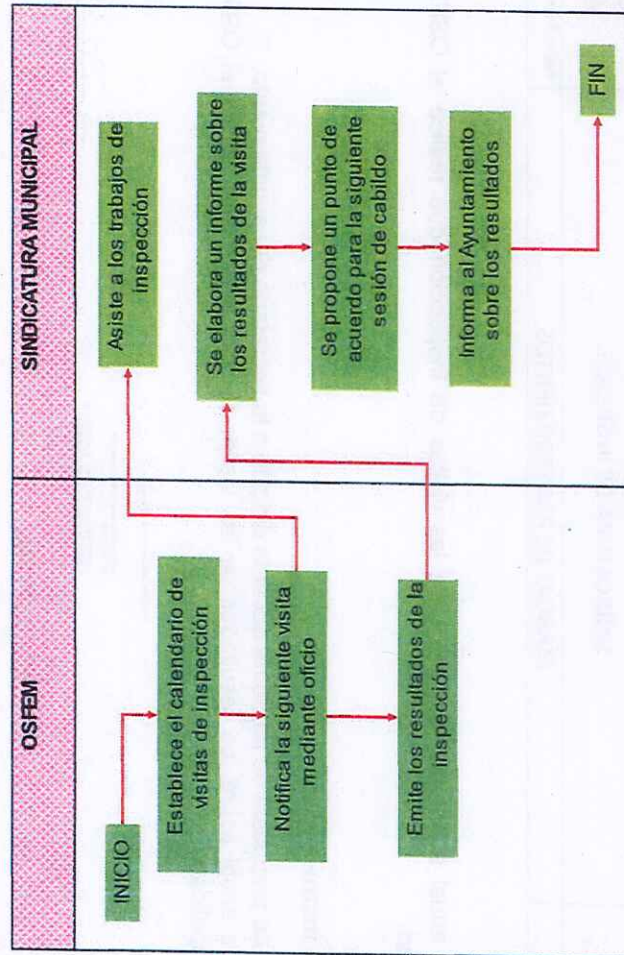 OSFEM
SINDICATURA MUNICIPAL
INICIO
Establece el calendario de
visitas de inspección
Notifica la siguiente visita
mediante oficio
Emite los resultados de la
inspección
Asiste a los trabajos de
inspección
Se elabora un informe sobre
los resultados de la visita
Se propone un punto de
acuerdo para la siguiente
sesión de cabildo
Informa al Ayuntamiento
sobre los resultados
FIN